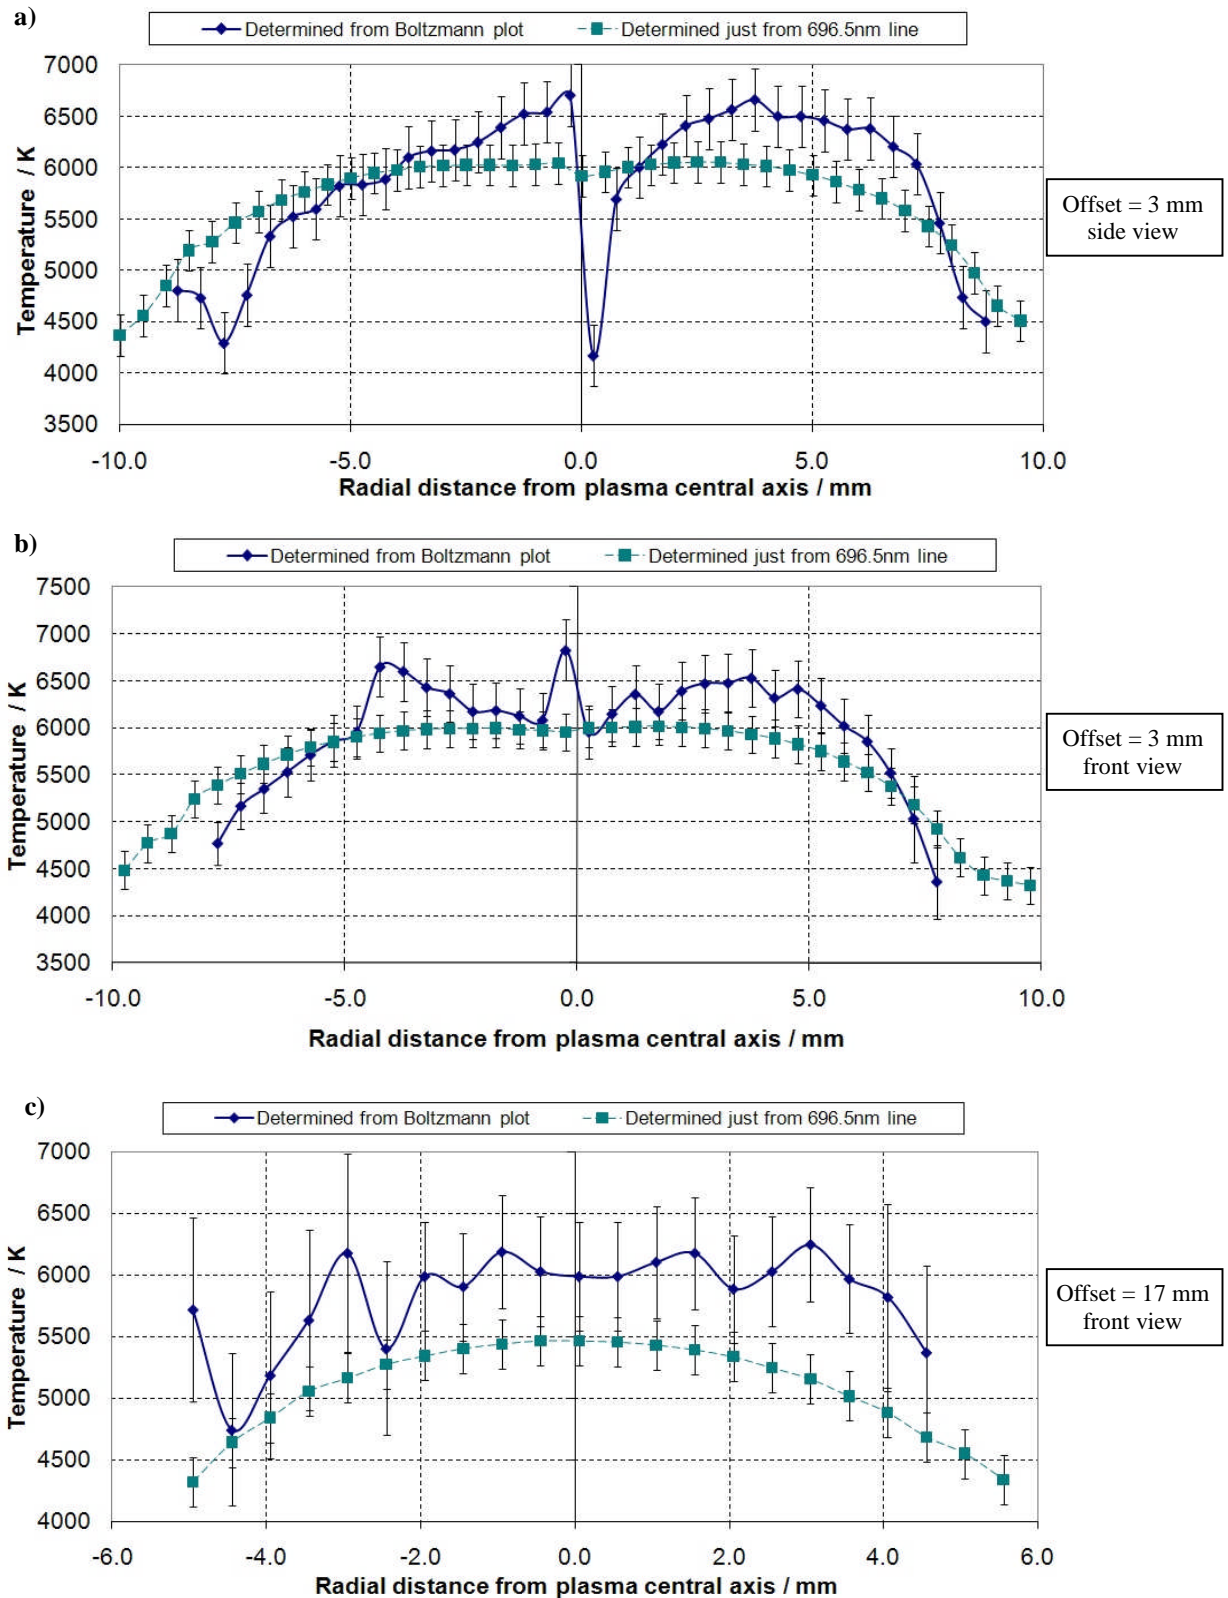 a)
Determined from Boltzmann plot Determined just from 696.5nm line
7000
6500
6000
5500
5000
4500
4000
3500
Temperature / K
-10.0 -5.0 0.0 5.0 10.0
Radial distance from plasma central axis / mm
Offset = 3 mm
side view
b)
Determined from Boltzmann plot Determined just from 696.5nm line
7500
7000
6500
6000
5500
5000
4500
4000
3500
Temperature / K
-10.0 -5.0 0.0 5.0 10.0
Radial distance from plasma central axis / mm
Offset = 3 mm
front view
c)
Determined from Boltzmann plot Determined just from 696.5nm line
7000
6500
6000
5500
5000
4500
4000
Temperature / K
-6.0 -4.0 -2.0 0.0 2.0 4.0 6.0
Radial distance from plasma central axis / mm
Offset = 17 mm
front view